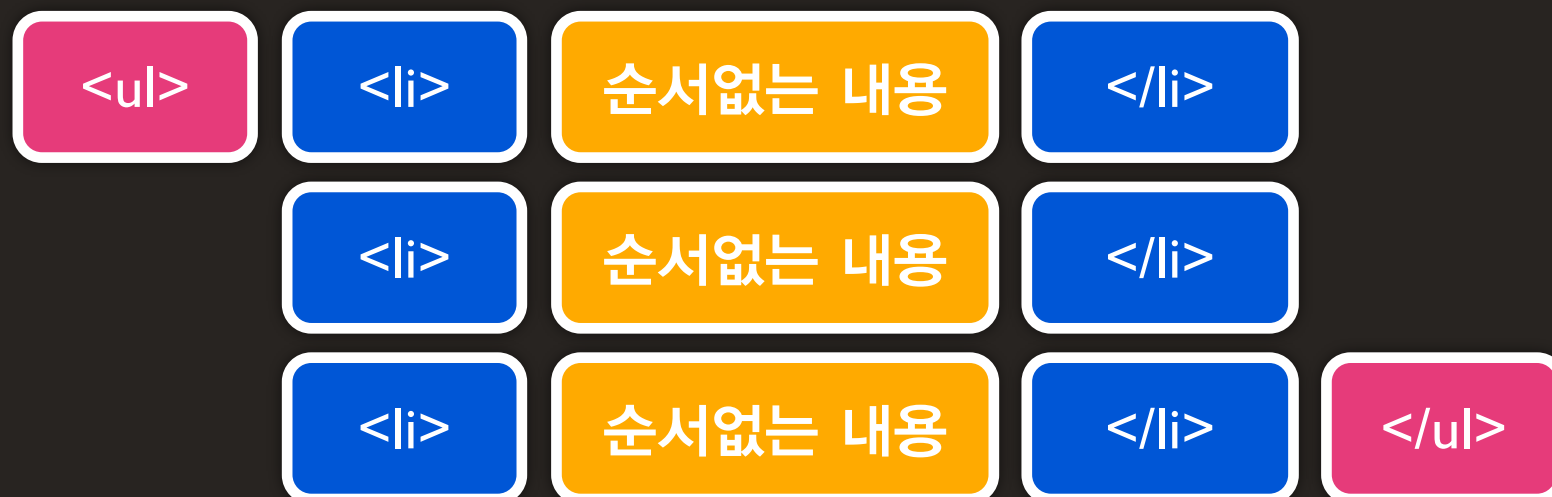 <ul> <li> 순서없는 내용 </li>
<li> 순서없는 내용 </li>
<li> 순서없는 내용 </li> </ul>